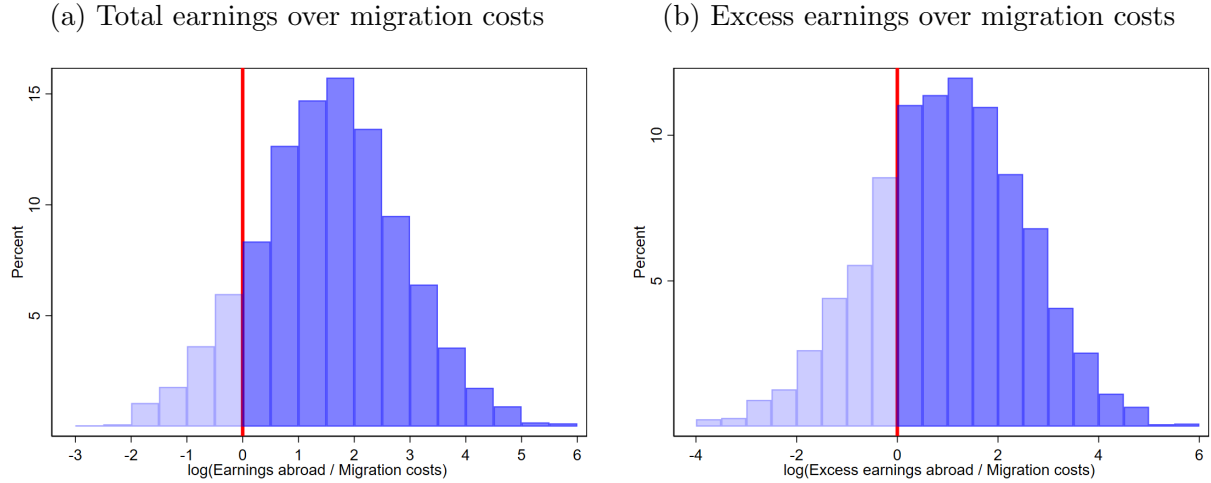 (a) Total earnings over migration costs
15
10
5
Percent
-3 -2 -1 0 1 2 3 4 5 6
log(Earnings abroad / Migration costs)
(b) Excess earnings over migration costs
10
5
Percent
-4 -2 0 2 4 6
log(Excess earnings abroad / Migration costs)